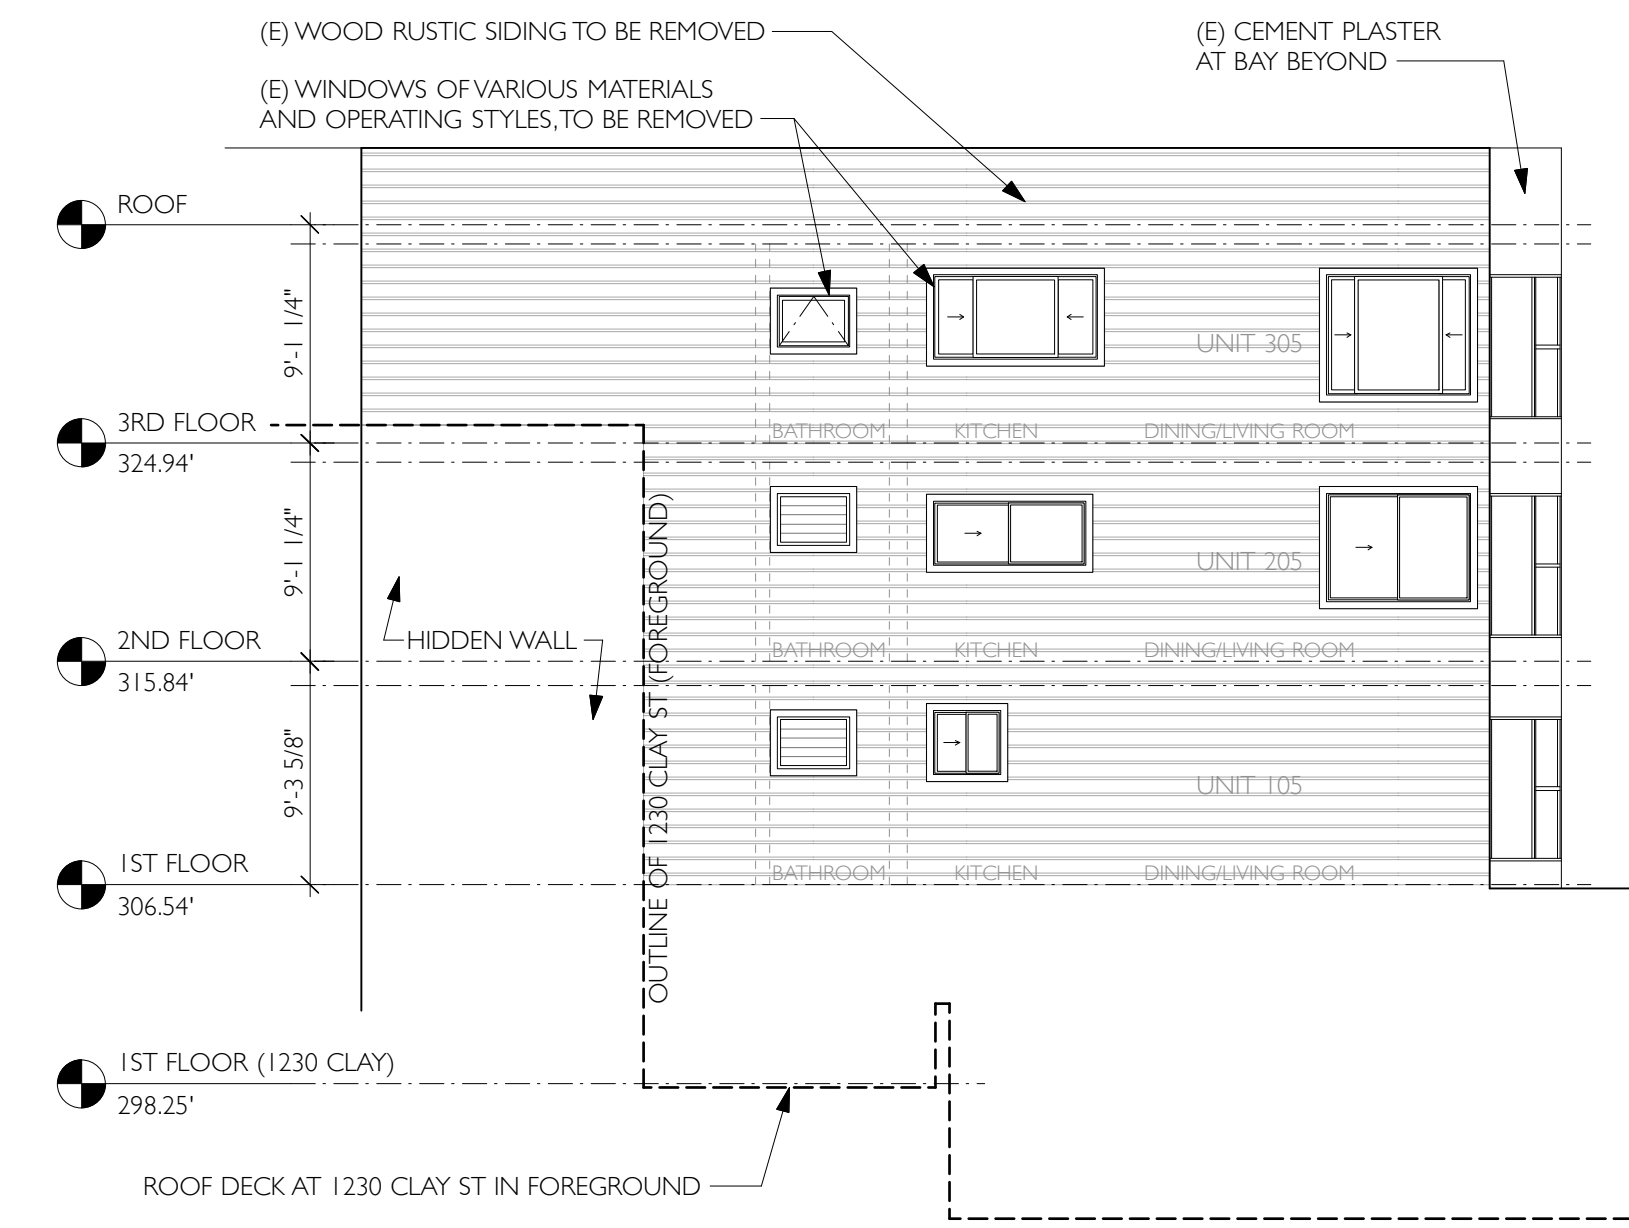 (E) WOOD RUSTIC SIDING TO BE REMOVED
(E) CEMENT PLASTER
AT BAY BEYOND
(E) WINDOWS OF VARIOUS MATERIALS
AND OPERATING STYLES, TO BE REMOVED
ROOF
9'-1 1/4"
UNIT 305
3RD FLOOR
324.94'
BATHROOM
KITCHEN
DINING/LIVING ROOM
9'-1 1/4"
UNIT 205
2ND FLOOR
315.84'
HIDDEN WALL
BATHROOM
KITCHEN
DINING/LIVING ROOM
OUTLINE OF 1230 CLAY ST (FOREGROUND)
9'-3 5/8"
UNIT 105
1ST FLOOR
306.54'
BATHROOM
KITCHEN
DINING/LIVING ROOM
1ST FLOOR (1230 CLAY)
298.25'
ROOF DECK AT 1230 CLAY ST IN FOREGROUND